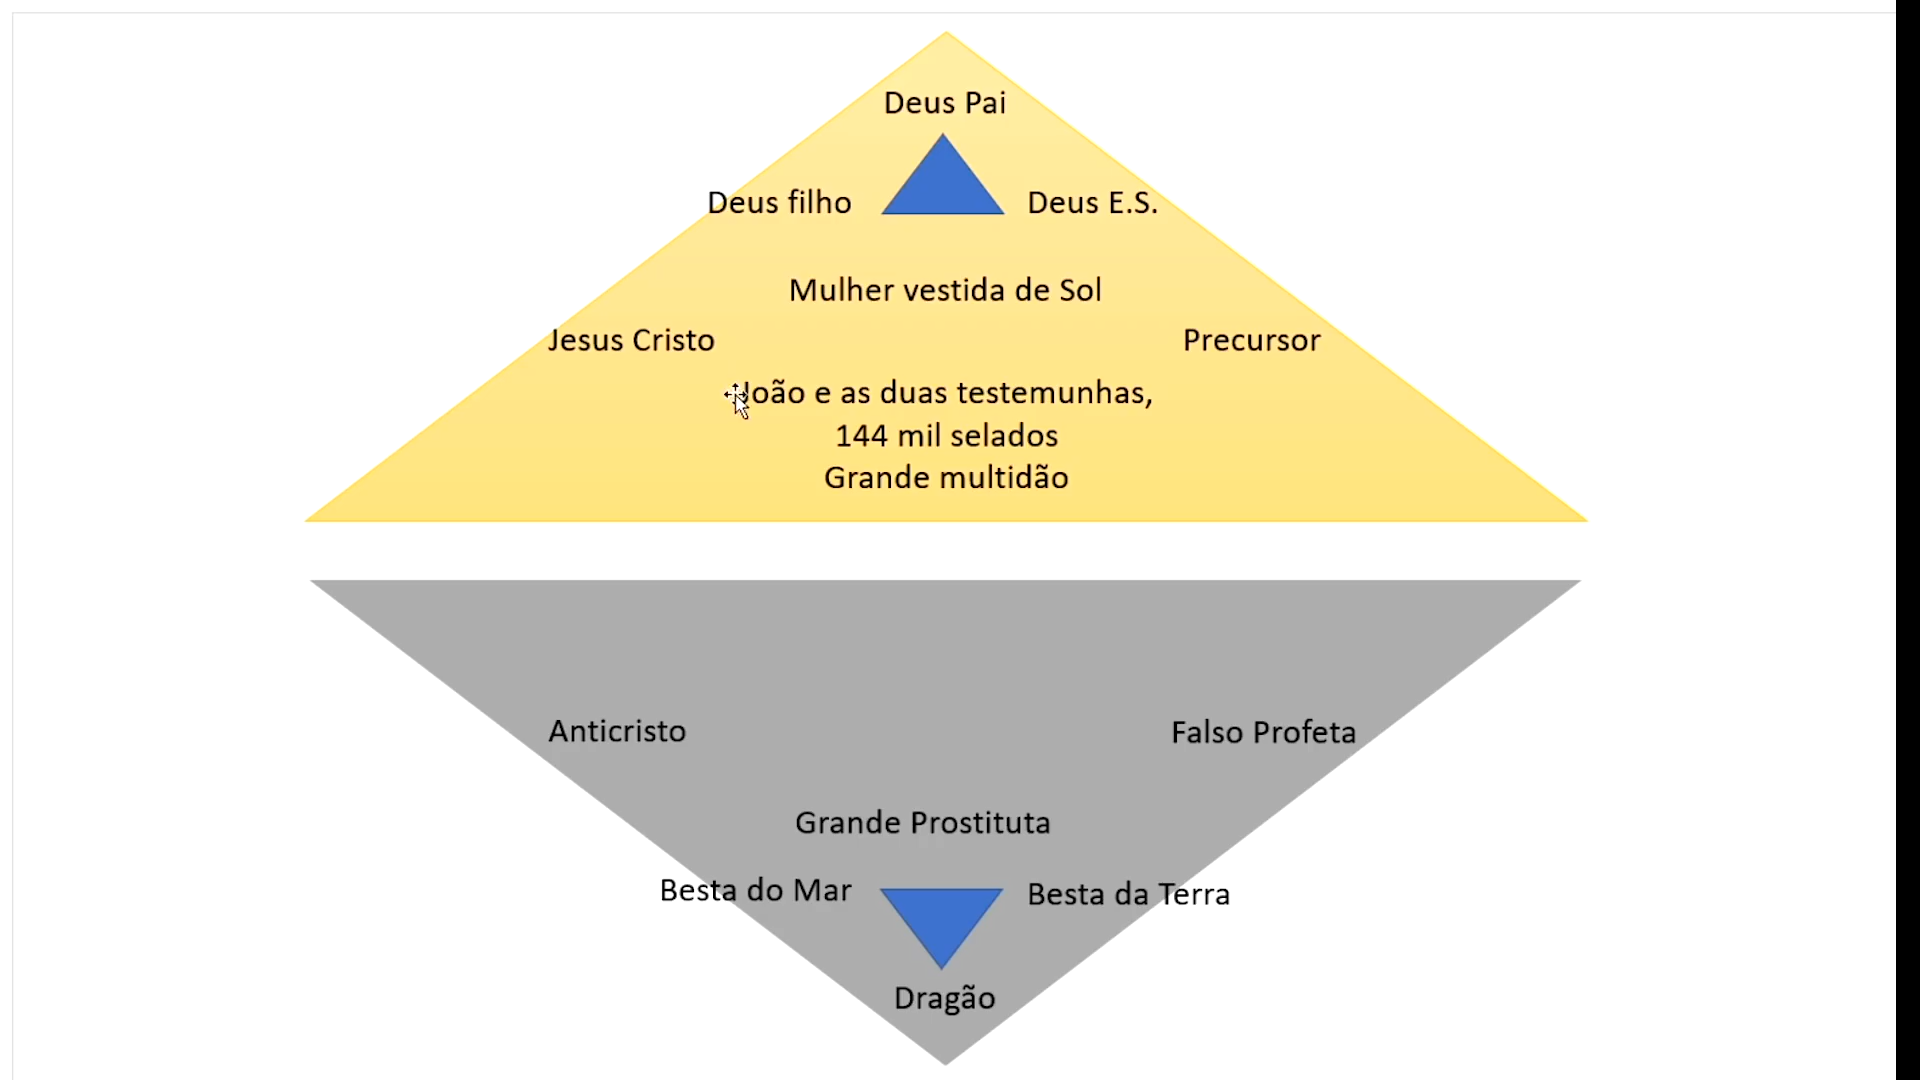 Deus Pai
Deus filho
Deus E.S.
Mulher vestida de Sol
Jesus Cristo
Precursor
João e as duas testemunhas,
144 mil selados
Grande multidão
Anticristo
Falso Profeta
Grande Prostituta
Besta do Mar
Besta da Terra
Dragão